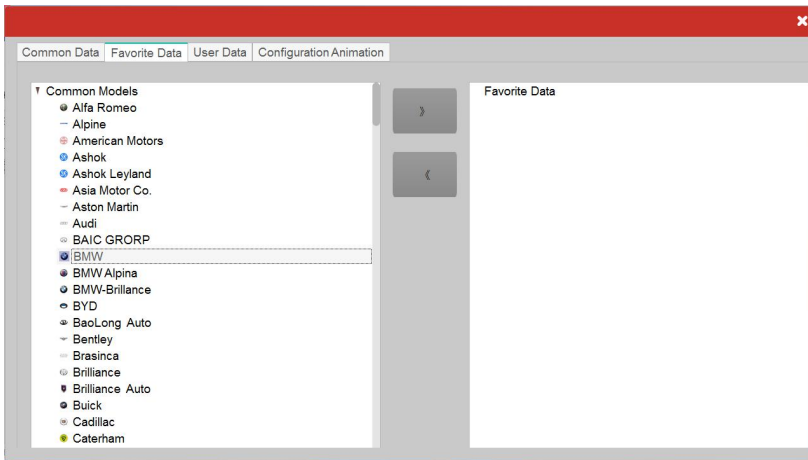 Common Data Favorite Data User Data Configuration Animation
Common Models
Alfa Romeo
Alpine
American Motors
Ashok
Ashok Leyland
Asia Motor Co.
Aston Martin
Audi
BAIC GRORP
BMW
BMW Alpina
BMW-Brillance
BYD
BaoLong Auto
Bentley
Brasinca
Brilliance
Brilliance Auto
Buick
Cadillac
Caterham
》
《
Favorite Data